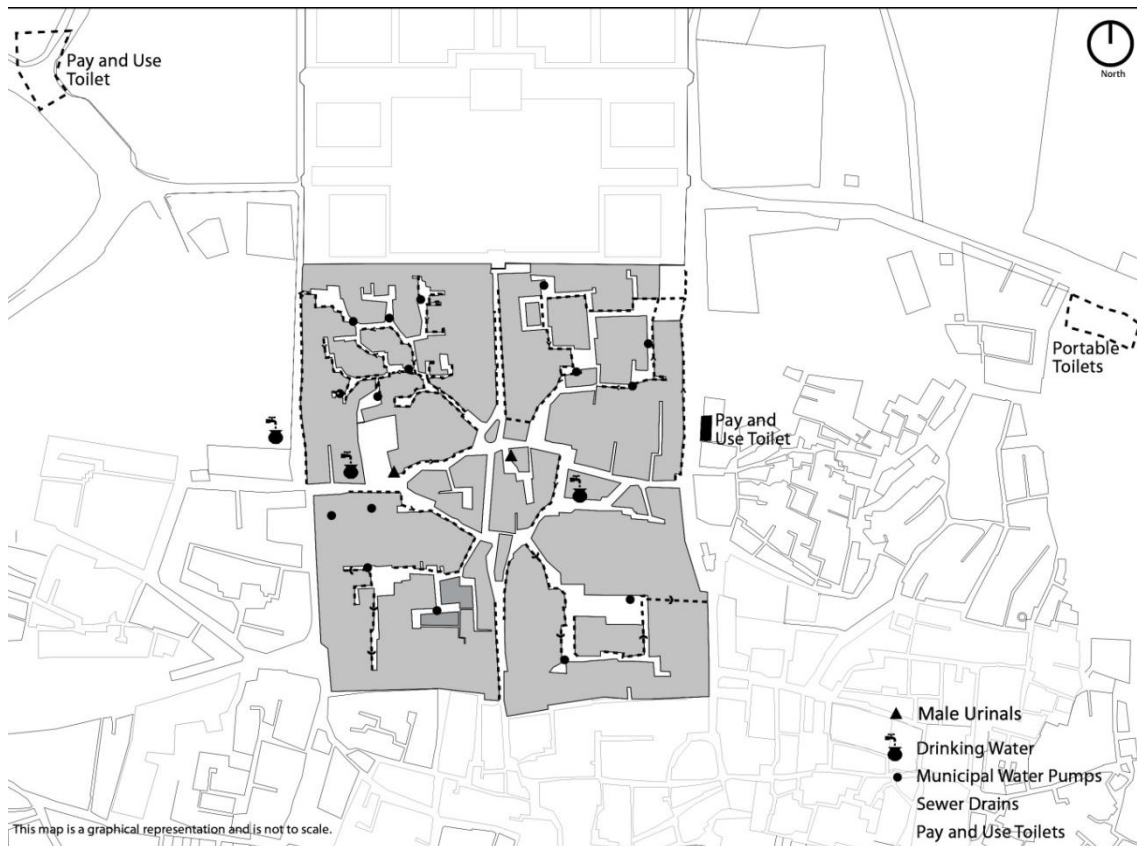 Pay and Use
Toilet
North
Portable
Toilets
Pay and
Use Toilet
Male Urinals
Drinking Water
Municipal Water Pumps
Sewer Drains
Pay and Use Toilets
This map is a graphical representation and is not to scale.